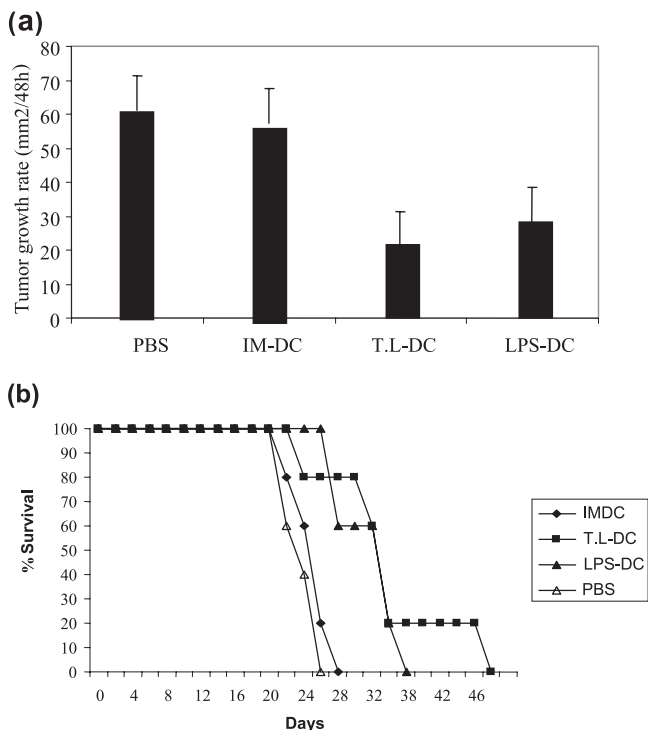 (a)
Tumor growth rate (mm2/48h)
80
70
60
50
40
30
20
10
0
PBS IM-DC T.L-DC LPS-DC
(b)
% Survival
100
90
80
70
60
50
40
30
20
10
0
0 4 8 12 16 20 24 28 32 38 42 46
Days
IMDC
T.L-DC
LPS-DC
PBS